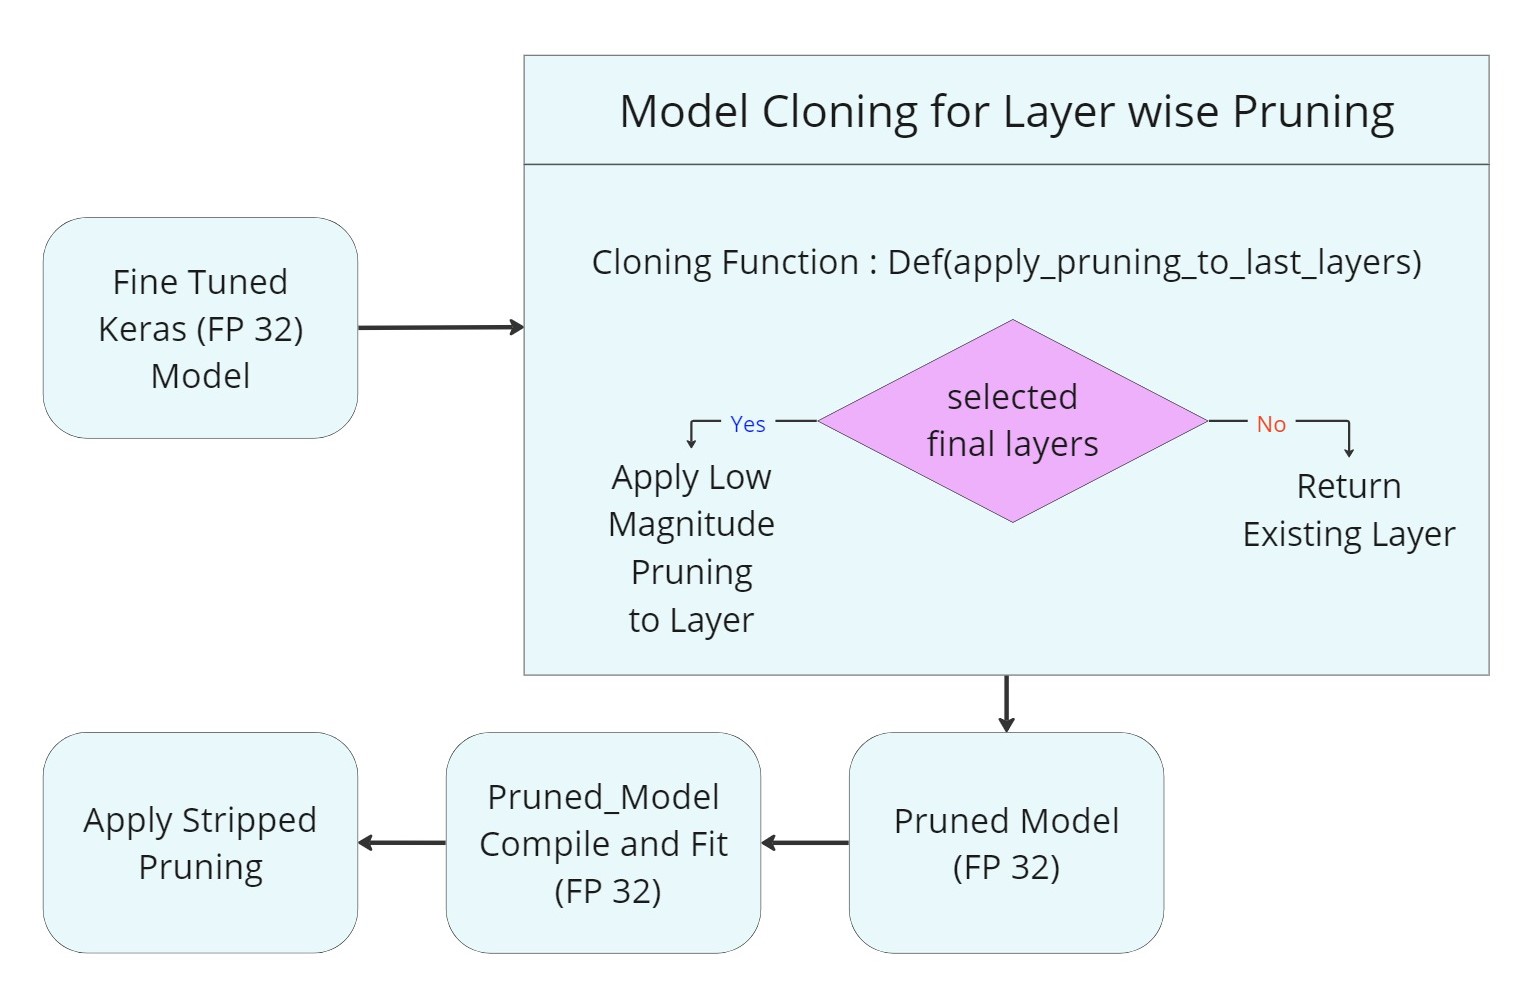 Model Cloning for Layer wise Pruning
Fine Tuned
Keras (FP 32)
Model
Cloning Function : Def(apply_pruning_to_last_layers)
selected
final layers
Yes
No
Apply Low
Magnitude
Pruning
to Layer
Return
Existing Layer
Pruned Model
(FP 32)
Pruned_Model
Compile and Fit
(FP 32)
Apply Stripped
Pruning